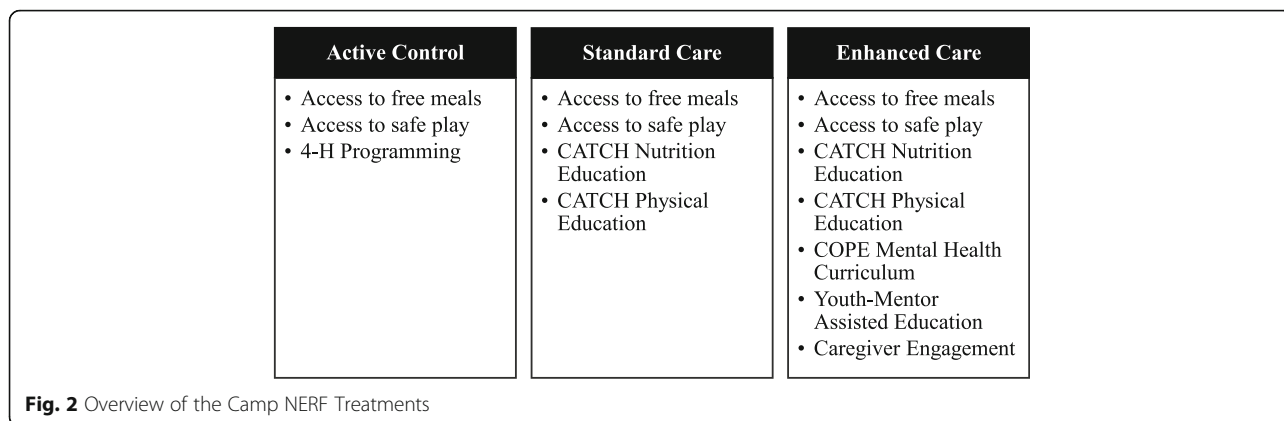 Active Control
• Access to free meals
• Access to safe play
• 4-H Programming
Standard Care
• Access to free meals
• Access to safe play
• CATCH Nutrition
Education
• CATCH Physical
Education
Enhanced Care
• Access to free meals
• Access to safe play
• CATCH Nutrition
Education
• CATCH Physical
Education
• COPE Mental Health
Curriculum
• Youth-Mentor
Assisted Education
• Caregiver Engagement
Fig. 2 Overview of the Camp NERF Treatments